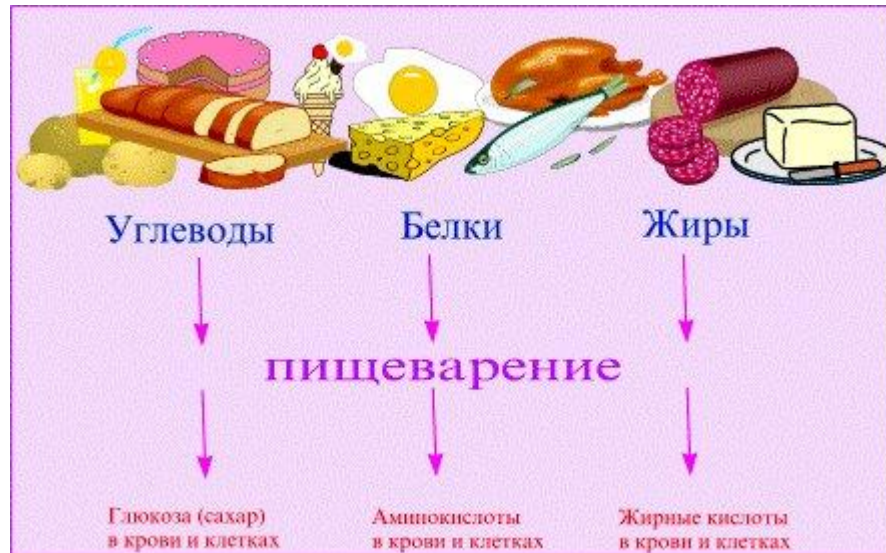 Углеводы Белки Жиры
пищеварение
Глюкоза (сахар)
в крови и клетках
Аминокислоты
в крови и клетках
Жирные кислоты
в крови и клетках